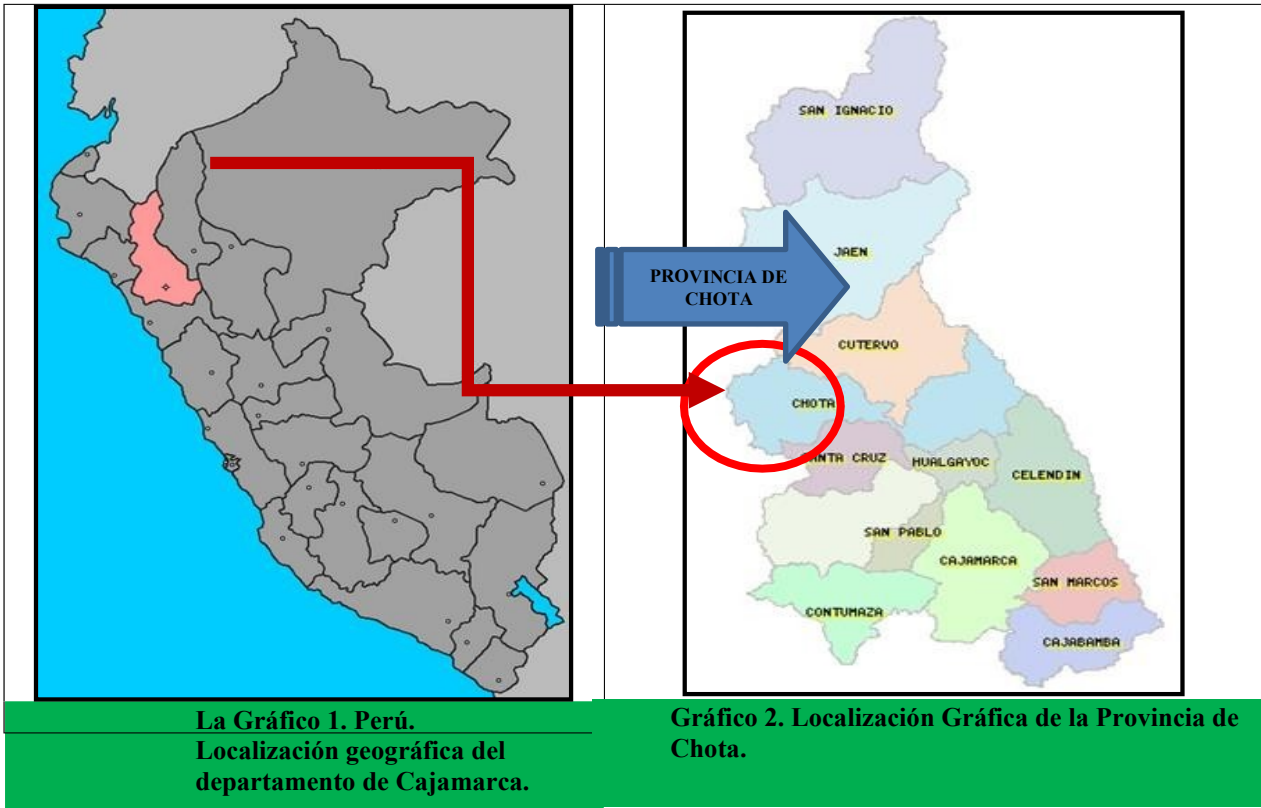 SAN IGNACIO
JAEN
PROVINCIA DE
CHOTA
CUTERVO
CHOTA
SANTA CRUZ
HUALGAYOC
CELENDIN
SAN PABLO
CAJAMARCA
SAN MARCOS
CONTUMAZA
CAJABAMBA
La Gráfico 1. Perú.
Localización geográfica del
departamento de Cajamarca.
Gráfico 2. Localización Gráfica de la Provincia de
Chota.